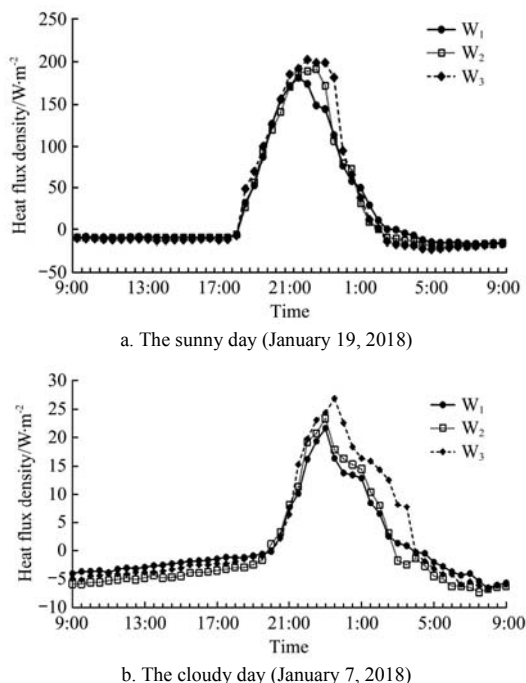 250
200
150
100
50
0
−50
Heat flux density/W·m⁻²
W₁
W₂
W₃
9:00 13:00 17:00 21:00 1:00 5:00 9:00
Time
a. The sunny day (January 19, 2018)
30
25
20
15
10
5
0
−5
−10
Heat flux density/W·m⁻²
W₁
W₂
W₃
9:00 13:00 17:00 21:00 1:00 5:00 9:00
Time
b. The cloudy day (January 7, 2018)